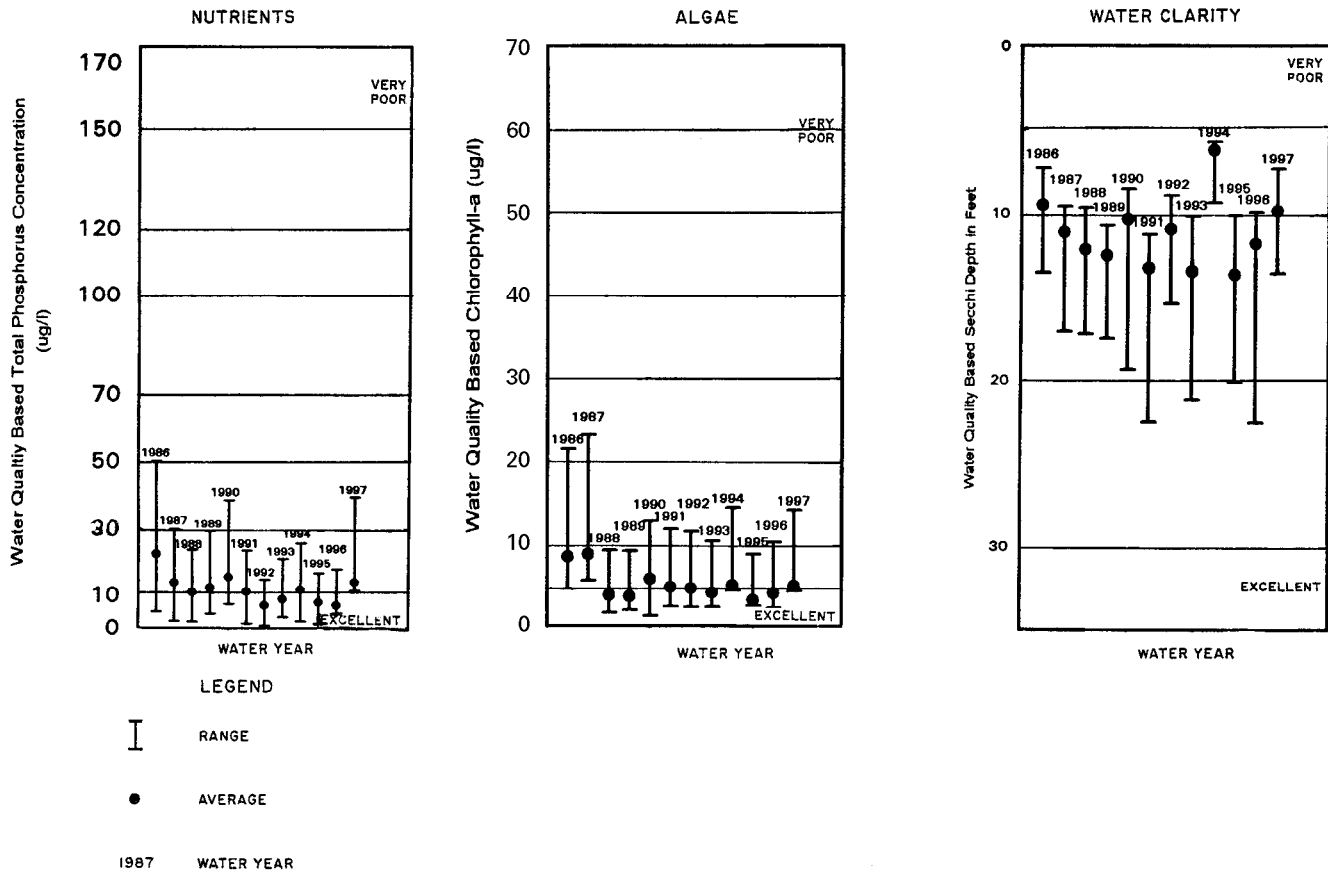 NUTRIENTS
Water Qualtiy Based Total Phosphorus Concentration
(ug/l)
170
150
120
100
70
50
30
10
0
VERY
POOR
1986
1987
1988
1989
1990
1991
1992
1993
1994
1995
1996
1997
EXCELLENT
WATER YEAR
ALGAE
Water Quality Based Chlorophyll-a (ug/l)
70
60
50
40
30
20
10
0
VERY
POOR
1986
1987
1988
1989
1990
1991
1992
1993
1994
1995
1996
1997
EXCELLENT
WATER YEAR
WATER CLARITY
Water Quality Based Secchi Depth in Feet
0
10
20
30
VERY
POOR
1986
1987
1988
1989
1990
1991
1992
1993
1994
1995
1996
1997
EXCELLENT
WATER YEAR
LEGEND
RANGE
AVERAGE
1987 WATER YEAR